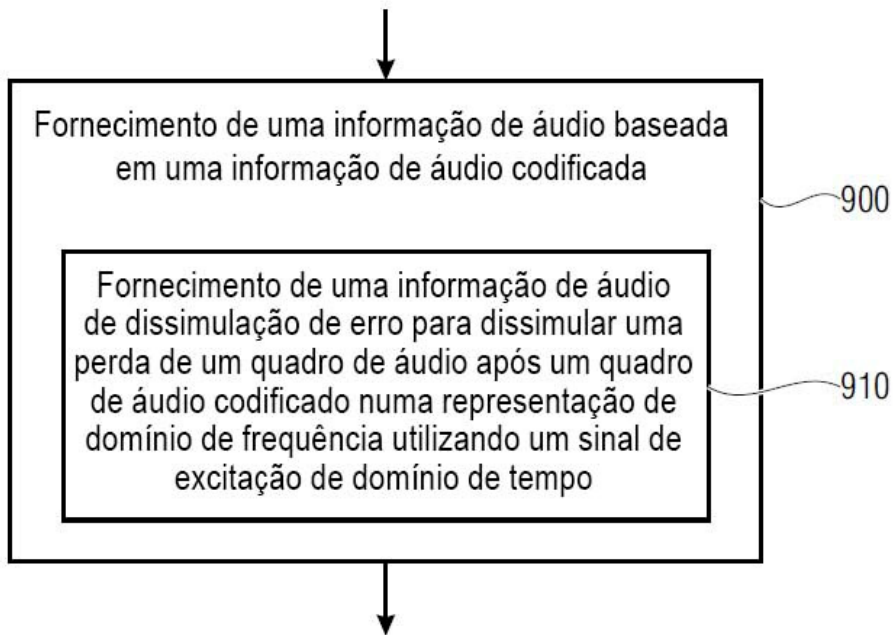 Fornecimento de uma informação de áudio baseada
em uma informação de áudio codificada
900
Fornecimento de uma informação de áudio
de dissimulação de erro para dissimular uma
perda de um quadro de áudio após um quadro
de áudio codificado numa representação de
domínio de frequência utilizando um sinal de
excitação de domínio de tempo
910